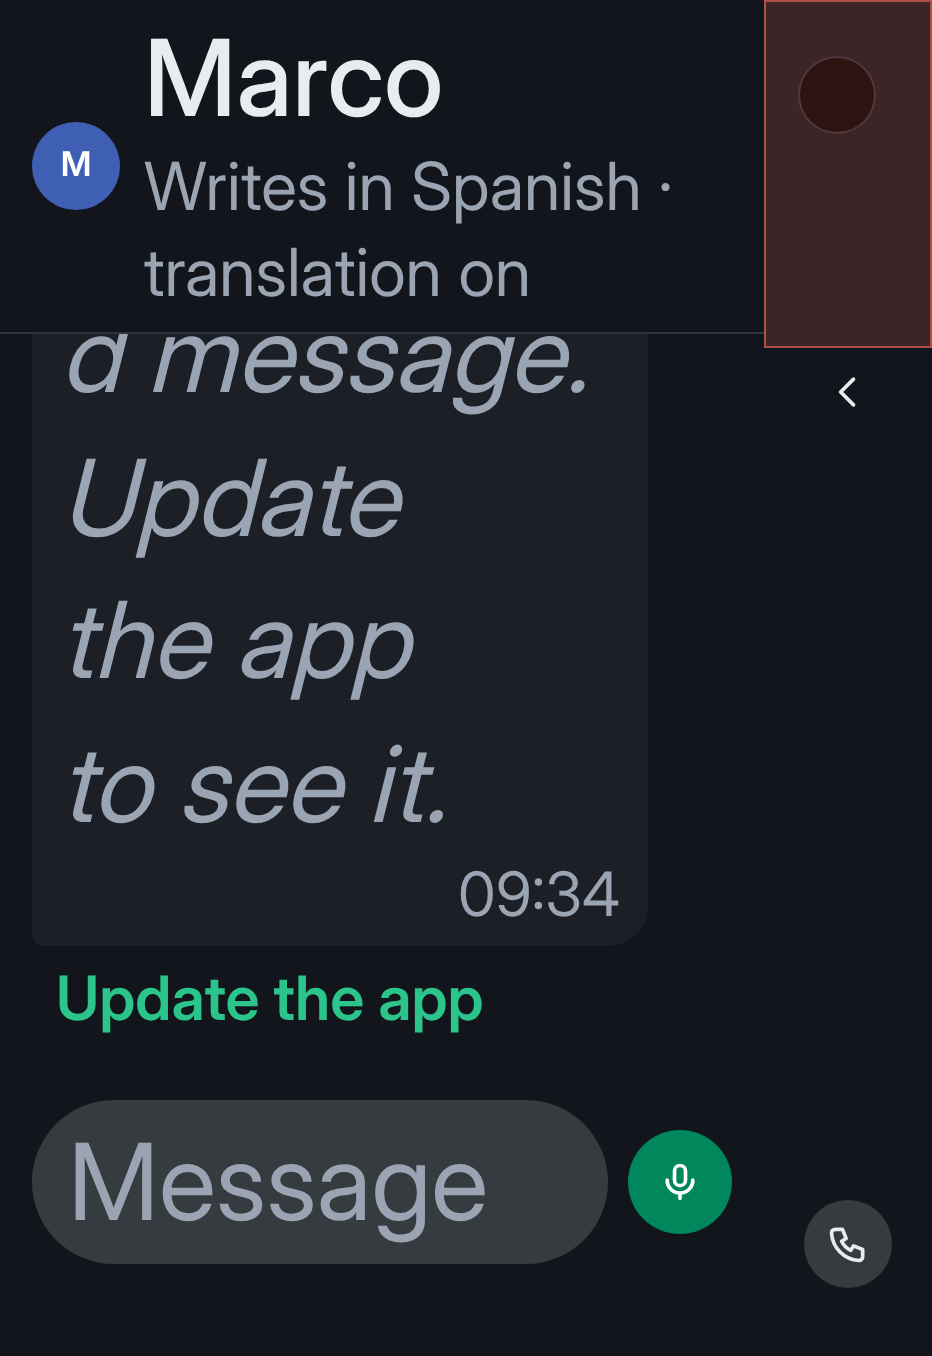 Marco
M
Writes in Spanish ·
translation on
d message.
Update
the app
to see it.
09:34
Update the app
Message